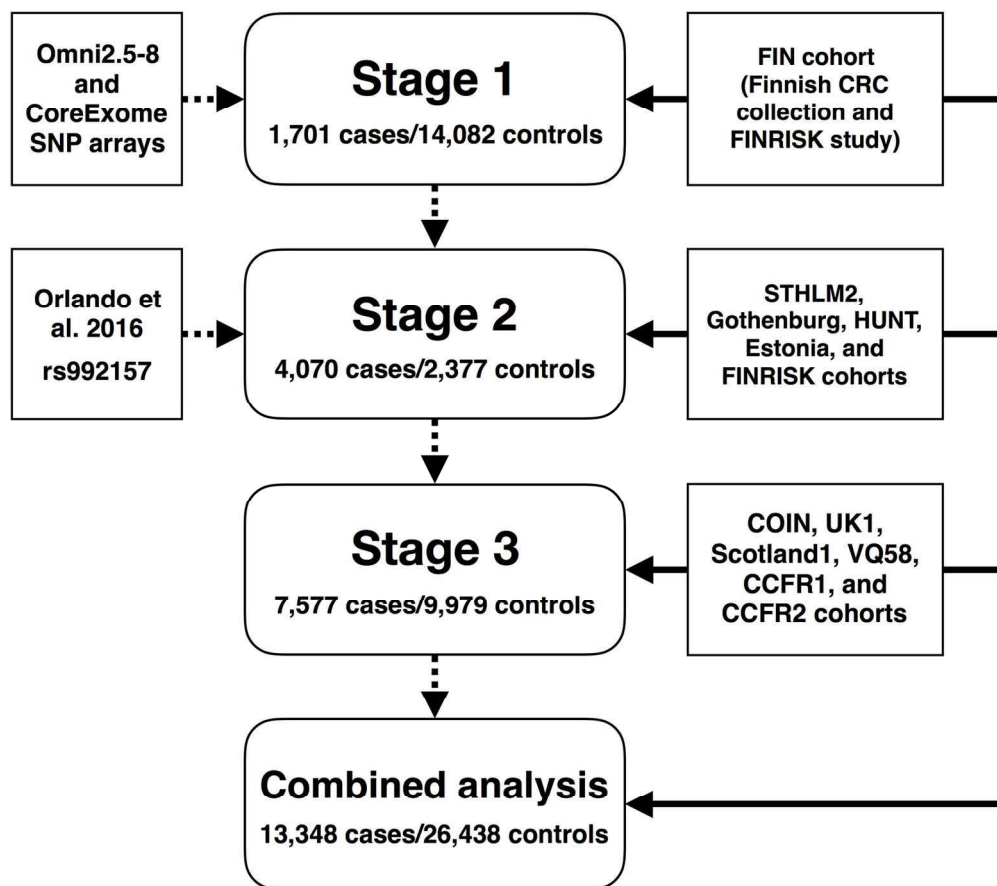 Omni2.5-8
and
CoreExome
SNP arrays
Stage 1
1,701 cases/14,082 controls
FIN cohort
(Finnish CRC
collection and
FINRISK study)
Orlando et
al. 2016
rs992157
Stage 2
4,070 cases/2,377 controls
STHLM2,
Gothenburg, HUNT,
Estonia, and
FINRISK cohorts
Stage 3
7,577 cases/9,979 controls
COIN, UK1,
Scotland1, VQ58,
CCFR1, and
CCFR2 cohorts
Combined analysis
13,348 cases/26,438 controls